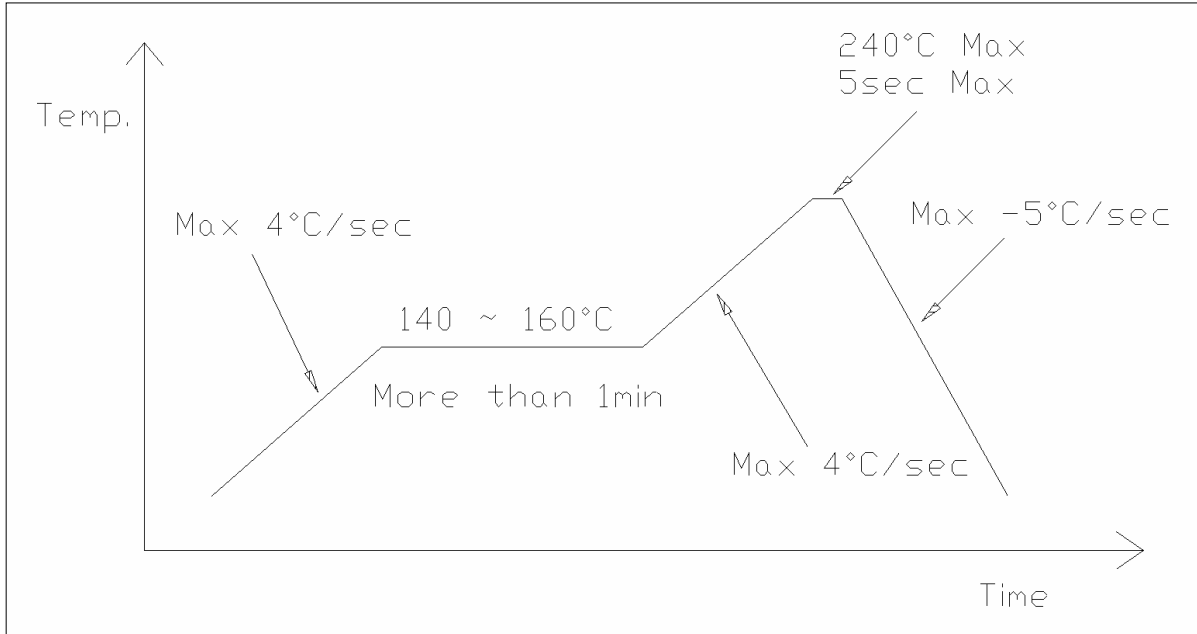 240°C Max
5sec Max
Temp.
Max 4°C/sec
Max -5°C/sec
140 ~ 160°C
More than 1min
Max 4°C/sec
Time